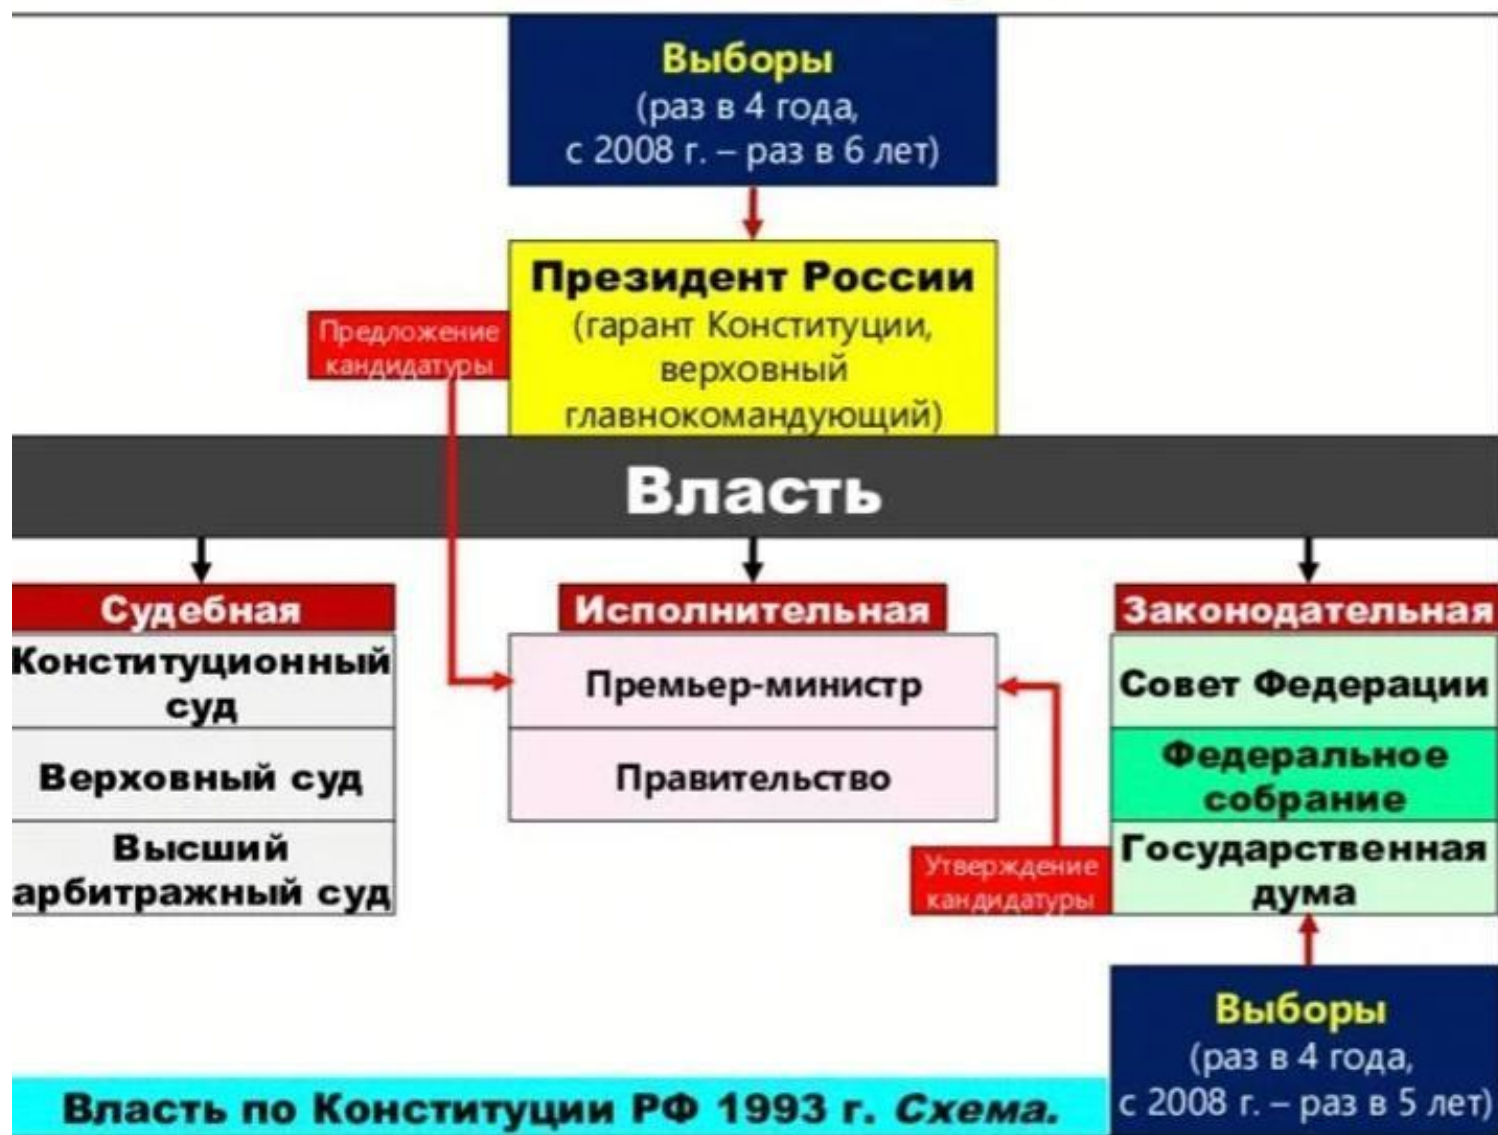 Выборы
(раз в 4 года,
с 2008 г. – раз в 6 лет)
Президент России
(гарант Конституции,
верховный
главнокомандующий)
Предложение
кандидатуры
Власть
Судебная
Конституционный
суд
Верховный суд
Высший
арбитражный суд
Исполнительная
Премьер-министр
Правительство
Законодательная
Совет Федерации
Федеральное
собрание
Государственная
дума
Утверждение
кандидатуры
Выборы
(раз в 4 года,
с 2008 г. – раз в 5 лет)
Власть по Конституции РФ 1993 г. Схема.